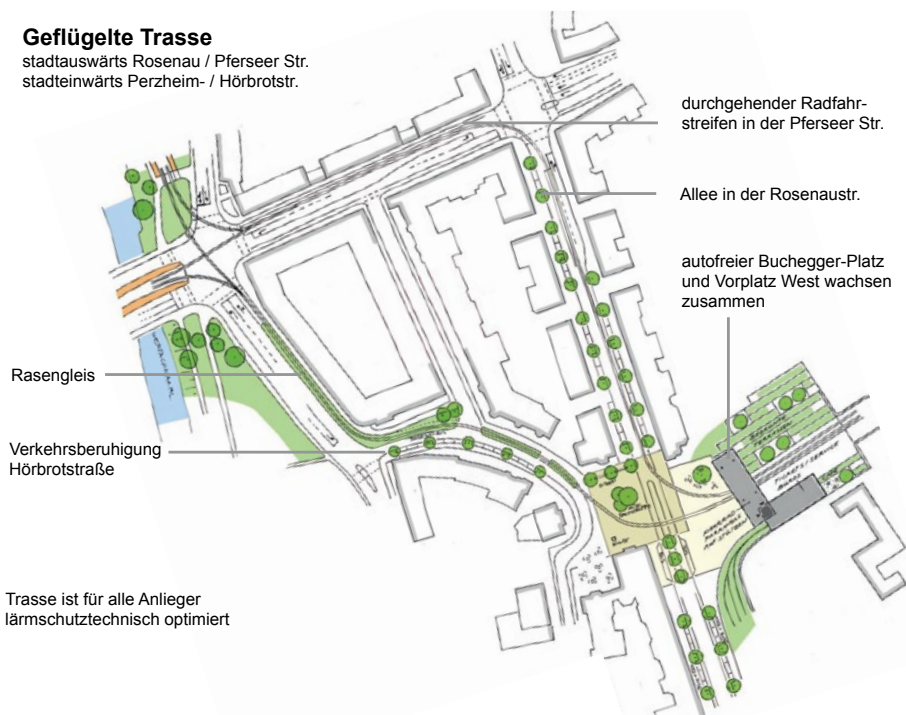 Geflügelte Trasse
stadtauswärts Rosenau / Pferseer Str.
stadteinwärts Perzheim- / Hörbrotstr.
durchgehender Radfahr-
streifen in der Pferseer Str.
Allee in der Rosenaustr.
autofreier Buchegger-Platz
und Vorplatz West wachsen
zusammen
Rasengleis
Verkehrsberuhigung
Hörbrotstraße
Trasse ist für alle Anlieger
lärmschutztechnisch optimiert